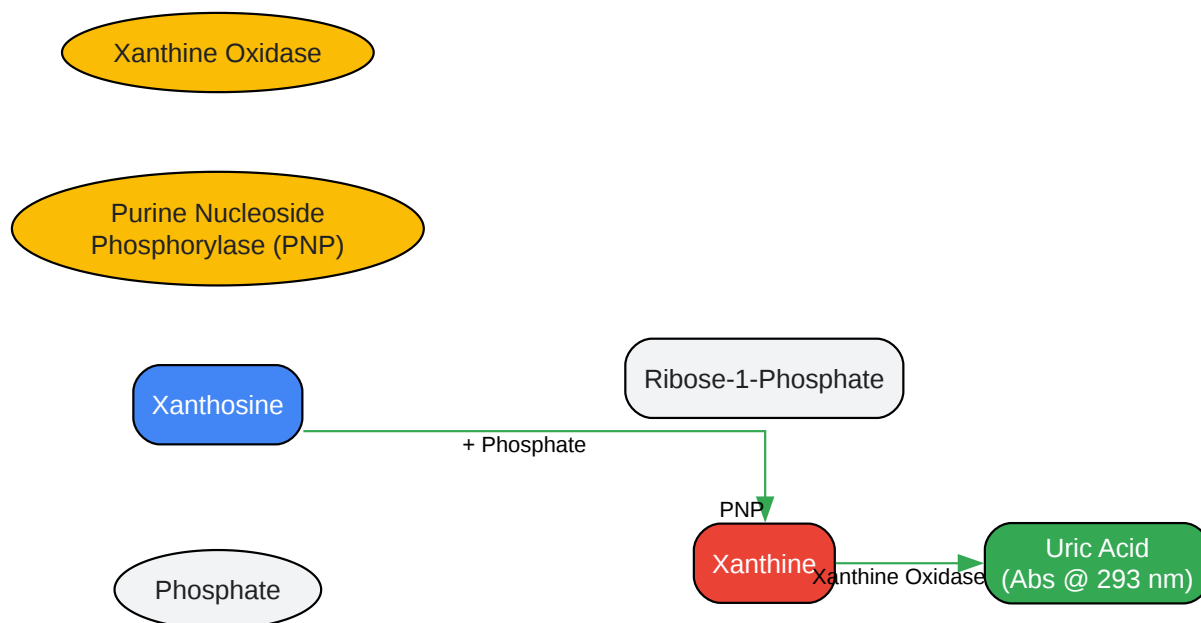 Xanthine Oxidase
Purine Nucleoside
Phosphorylase (PNP)
Ribose-1-Phosphate
Xanthosine
+ Phosphate
PNP
Xanthine
Xanthine Oxidase
Uric Acid
(Abs @ 293 nm)
Phosphate